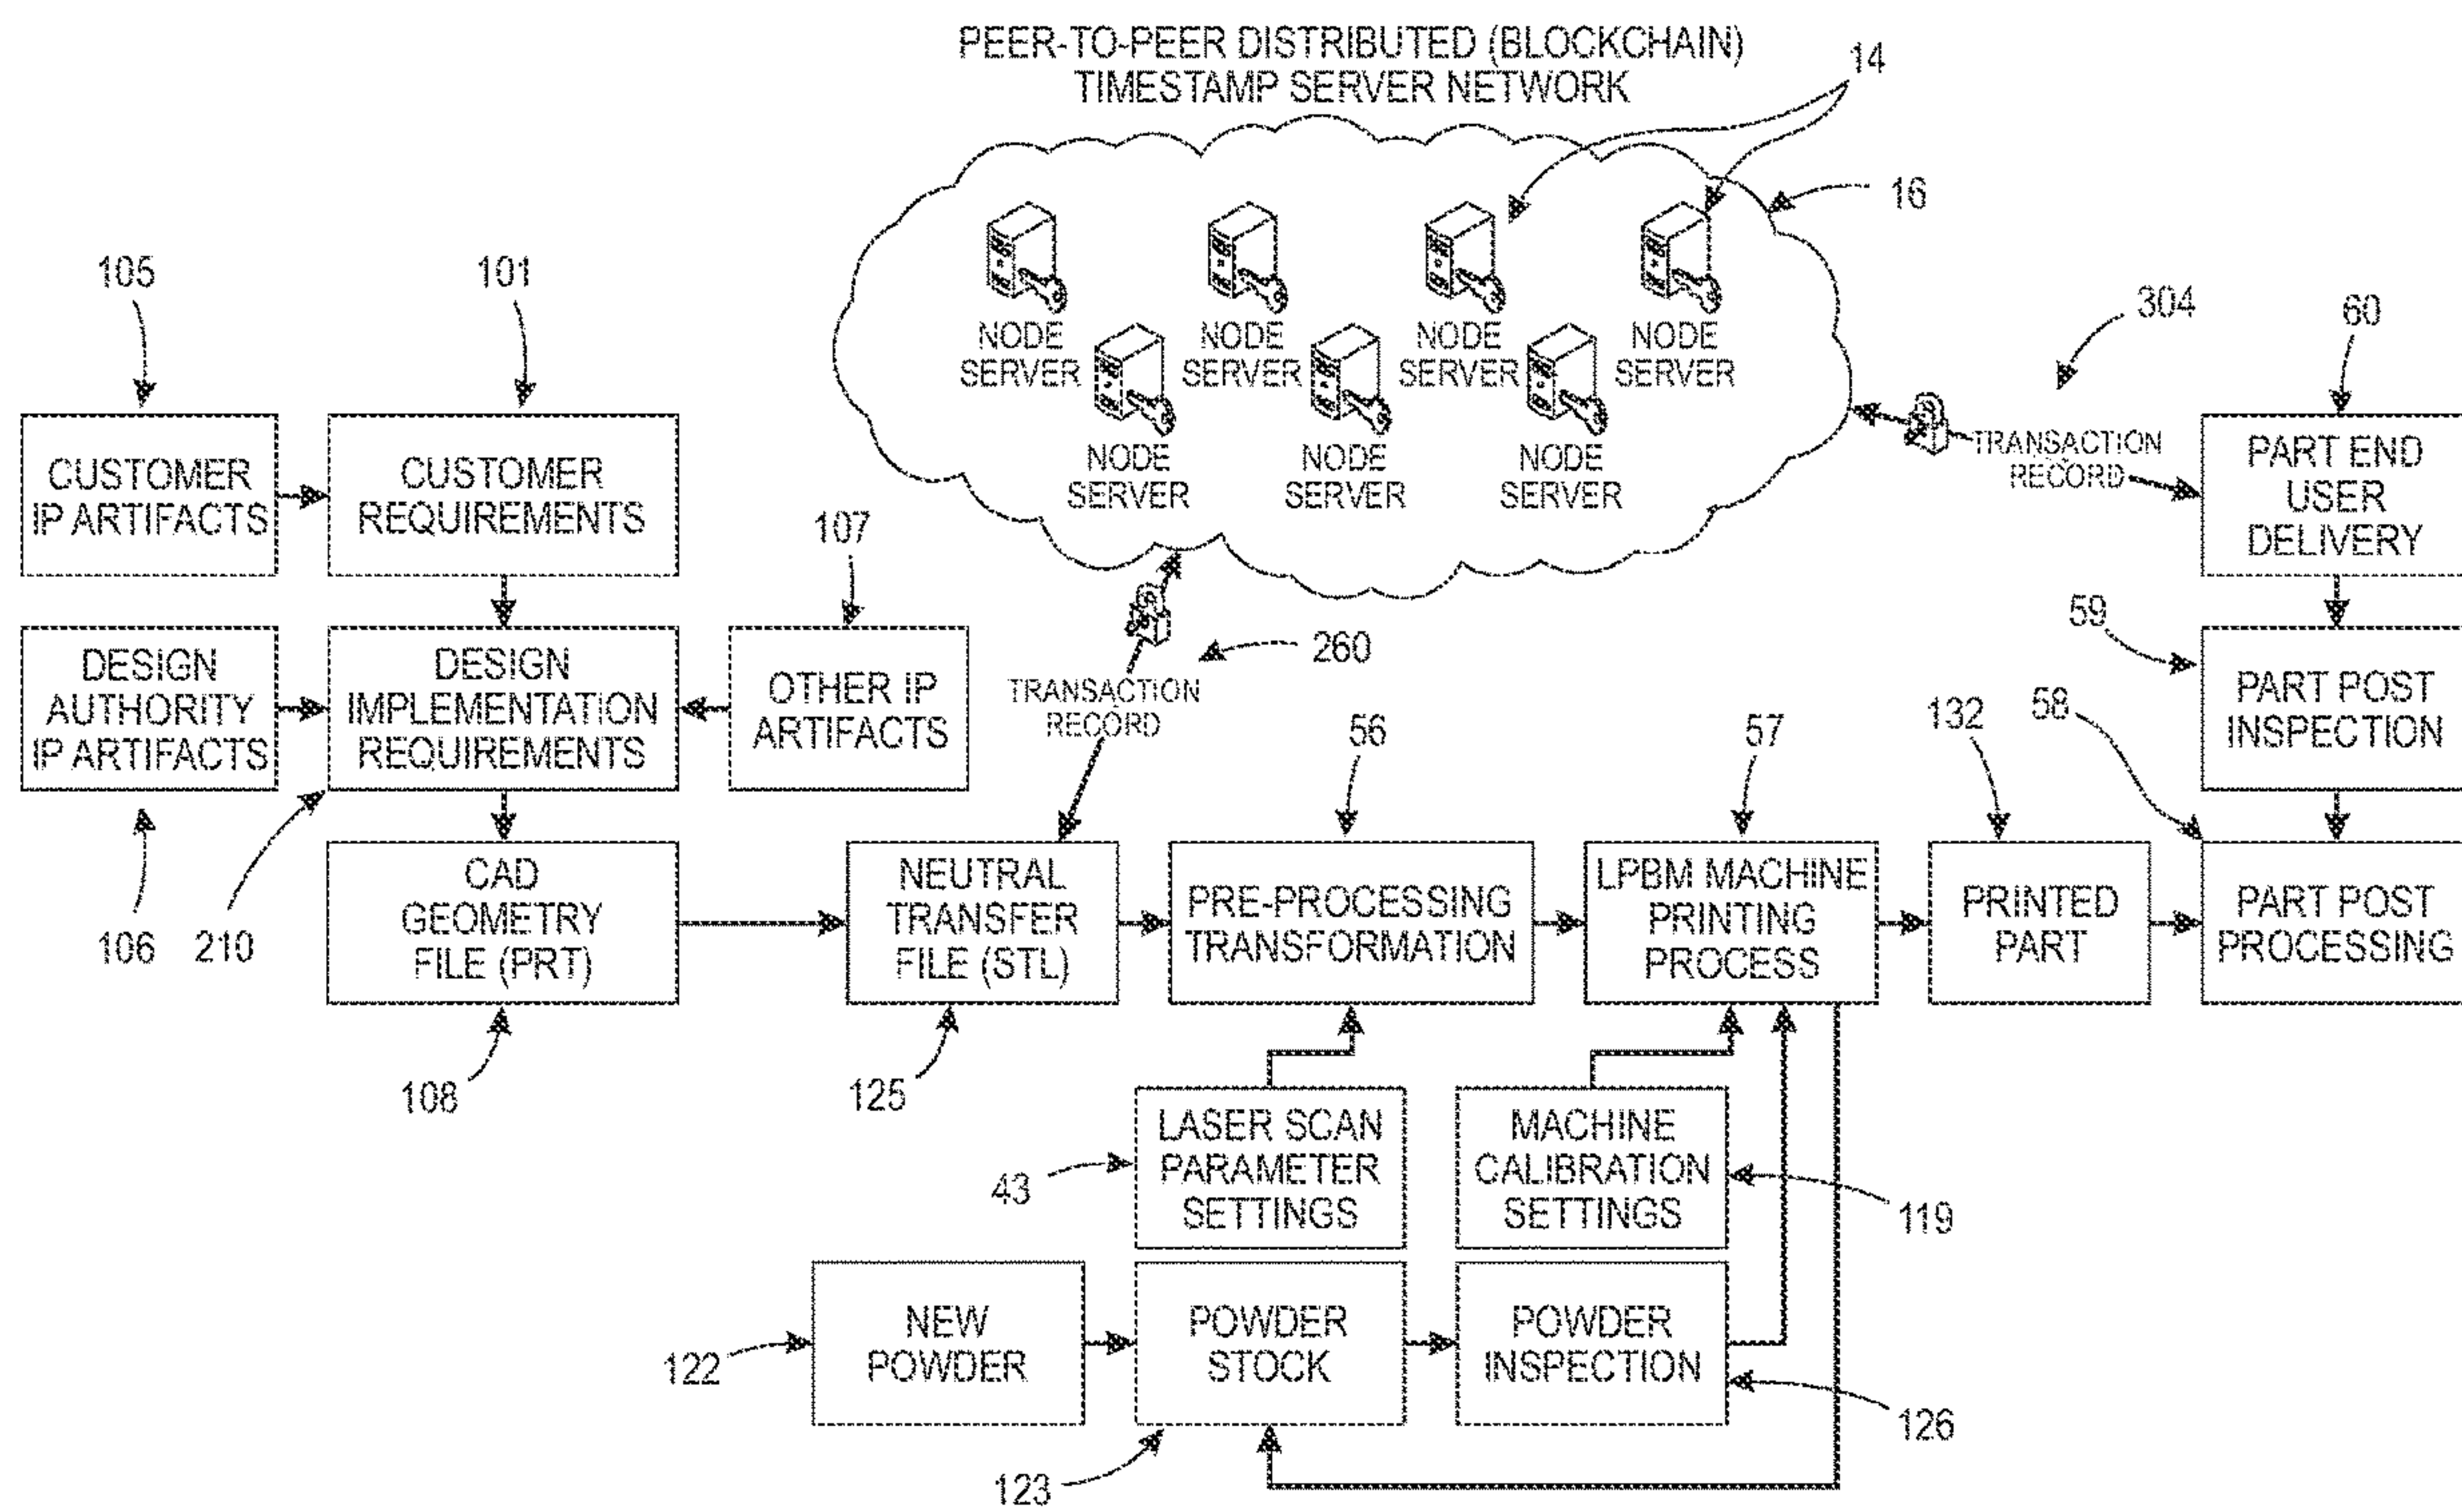 PEER-TO-PEER DISTRIBUTED (BLOCKCHAIN)
TIMESTAMP SERVER NETWORK
14
16
NODE
SERVER
NODE
SERVER
NODE
SERVER
NODE
SERVER
NODE
SERVER
NODE
SERVER
NODE
SERVER
105
101
304
60
CUSTOMER
IP ARTIFACTS
CUSTOMER
REQUIREMENTS
TRANSACTION
RECORD
PART END
USER
DELIVERY
107
260
59
DESIGN
AUTHORITY
IP ARTIFACTS
DESIGN
IMPLEMENTATION
REQUIREMENTS
OTHER IP
ARTIFACTS
TRANSACTION
RECORD
PART POST
INSPECTION
56
57
132
58
106
210
CAD
GEOMETRY
FILE (PRT)
NEUTRAL
TRANSFER
FILE (STL)
PRE-PROCESSING
TRANSFORMATION
LPBM MACHINE
PRINTING
PROCESS
PRINTED
PART
PART POST
PROCESSING
108
125
43
LASER SCAN
PARAMETER
SETTINGS
MACHINE
CALIBRATION
SETTINGS
119
122
NEW
POWDER
POWDER
STOCK
POWDER
INSPECTION
126
123